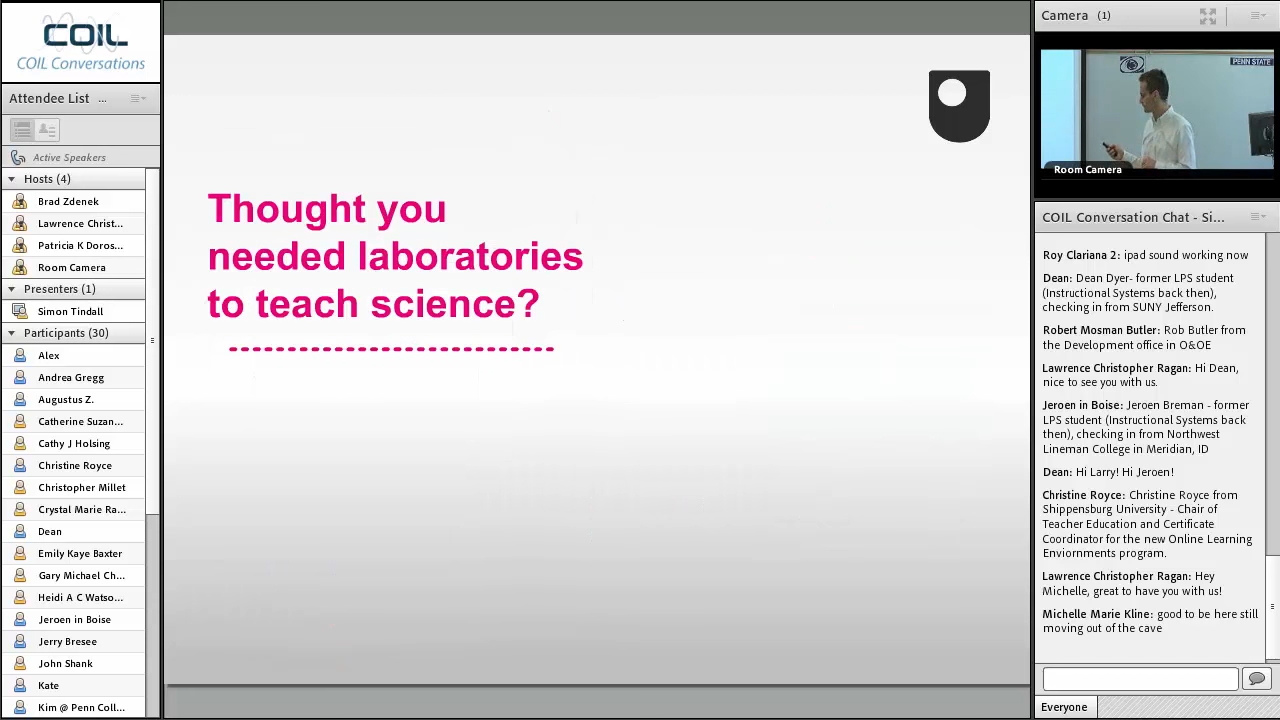 COIL
COIL Conversations
Attendee List ...
Active Speakers
Hosts (4)
Brad Zdenek
Lawrence Christ...
Patricia K Doros...
Room Camera
Presenters (1)
Simon Tindall
Participants (30)
Alex
Andrea Gregg
Augustus Z.
Catherine Suzan...
Cathy J Holsing
Christine Royce
Christopher Millet
Crystal Marie Ra...
Dean
Emily Kaye Baxter
Gary Michael Ch...
Heidi A C Watso...
Jeroen in Boise
Jerry Bresee
John Shank
Kate
Kim @ Penn Coll...
Thought you
needed laboratories
to teach science?
Camera (1)
PENN STATE
Room Camera
COIL Conversation Chat - Si...
Roy Clariana 2: ipad sound working now
Dean: Dean Dyer- former LPS student
(Instructional Systems back then),
checking in from SUNY Jefferson.
Robert Mosman Butler: Rob Butler from
the Development office in O&OE
Lawrence Christopher Ragan: Hi Dean,
nice to see you with us.
Jeroen in Boise: Jeroen Breman - former
LPS student (Instructional Systems back
then), checking in from Northwest
Lineman College in Meridian, ID
Dean: Hi Larry! Hi Jeroen!
Christine Royce: Christine Royce from
Shippensburg University - Chair of
Teacher Education and Certificate
Coordinator for the new Online Learning
Enviornments program.
Lawrence Christopher Ragan: Hey
Michelle, great to have you with us!
Michelle Marie Kline: good to be here still
moving out of the cave
Everyone